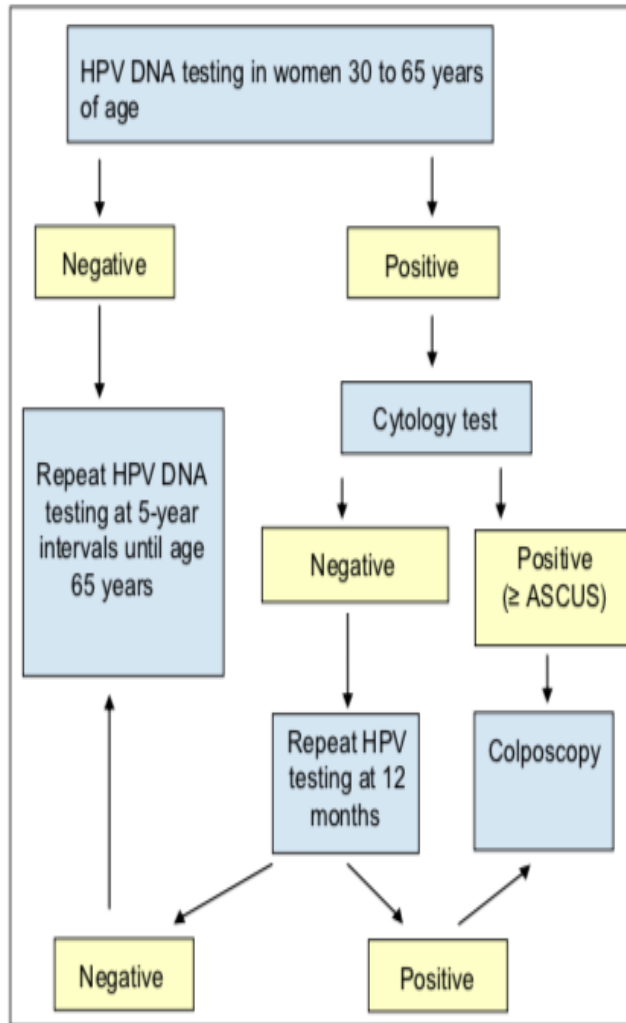 HPV DNA testing in women 30 to 65 years
of age
Negative
Positive
Cytology test
Repeat HPV DNA
testing at 5-year
intervals until age
65 years
Negative
Positive
(≥ ASCUS)
Repeat HPV
testing at 12
months
Colposcopy
Negative
Positive